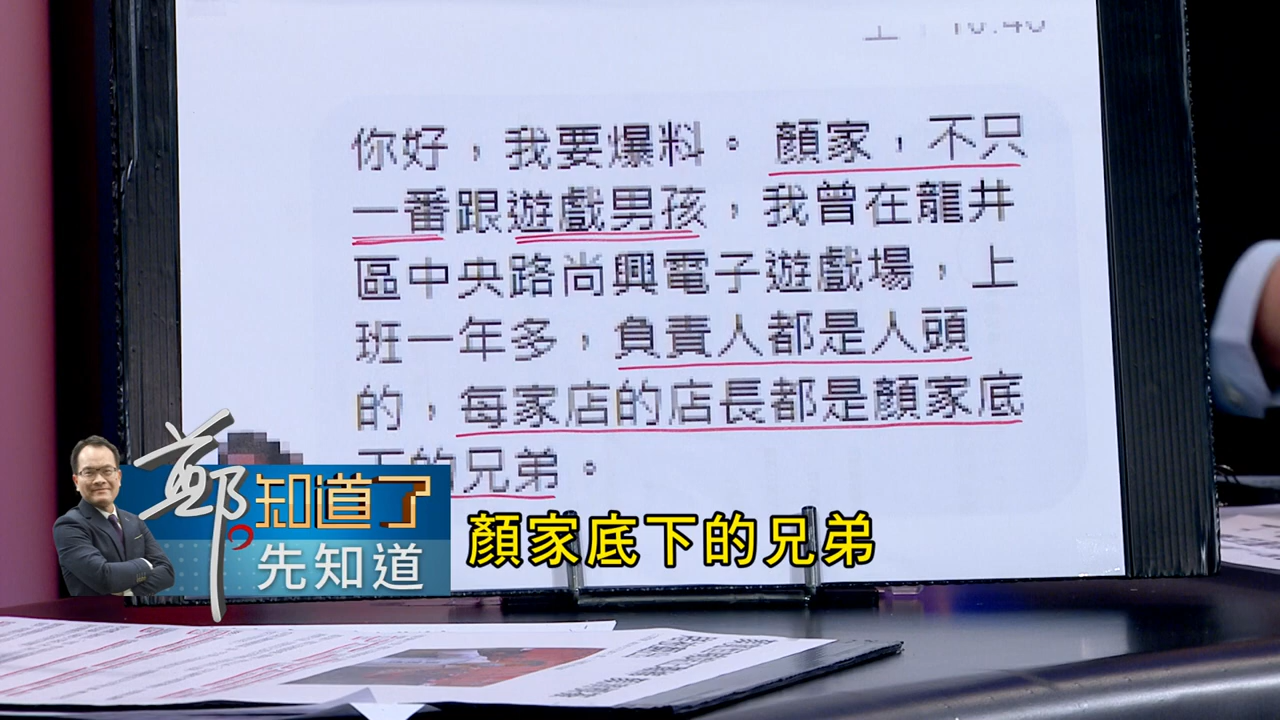 你好，我要爆料。顏家，不只
一番跟遊戲男孩，我曾在龍井
區中央路尚興電子遊戲場，上
班一年多，負責人都是人頭
的，每家店的店長都是顏家底
下的兄弟。
鄭知道了
先知道
顏家底下的兄弟